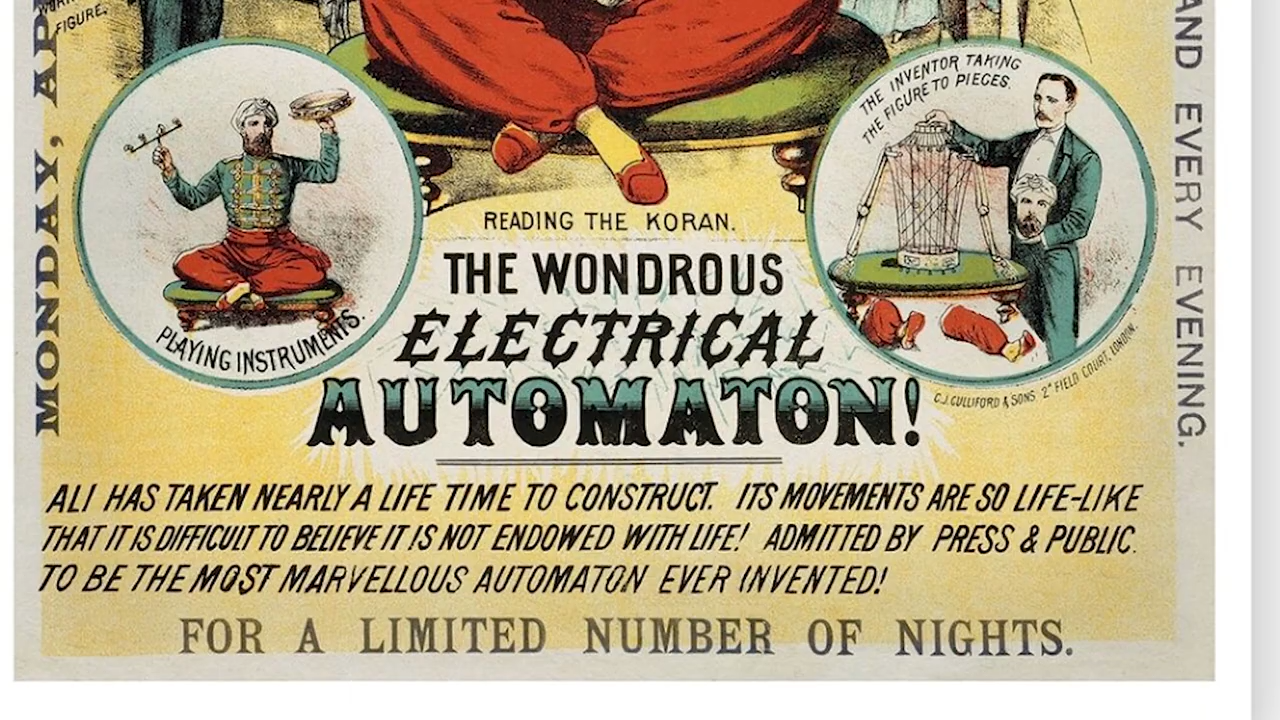 FIGURE.
MONDAY, AP
AND EVERY EVENING.
THE INVENTOR TAKING
THE FIGURE TO PIECES.
READING THE KORAN.
PLAYING INSTRUMENTS.
THE WONDROUS
ELECTRICAL
AUTOMATON!
C.J. CULLIFORD & SONS 2ᴬ FIELD COURT, LONDON.
ALI HAS TAKEN NEARLY A LIFE TIME TO CONSTRUCT. ITS MOVEMENTS ARE SO LIFE-LIKE
THAT IT IS DIFFICULT TO BELIEVE IT IS NOT ENDOWED WITH LIFE! ADMITTED BY PRESS & PUBLIC.
TO BE THE MOST MARVELLOUS AUTOMATON EVER INVENTED!
FOR A LIMITED NUMBER OF NIGHTS.